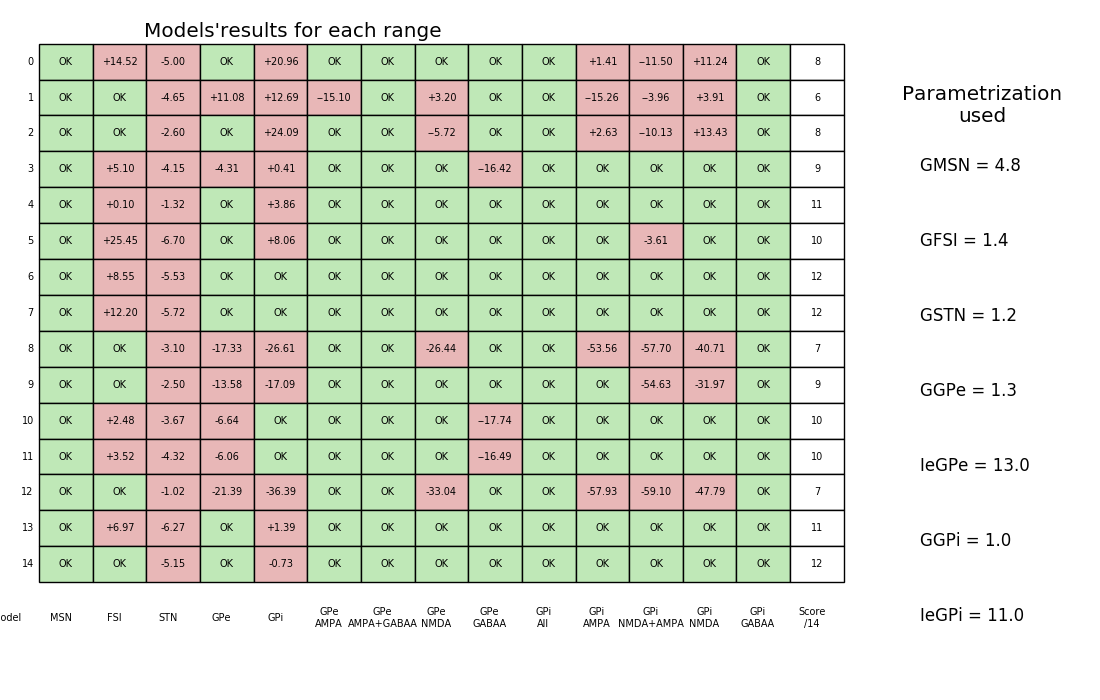 Models'results for each range
0 OK +14.52 -5.00 OK +20.96 OK OK OK OK OK +1.41 --11.50 +11.24 OK 8
1 OK OK -4.65 +11.08 +12.69 --15.10 OK +3.20 OK OK --15.26 --3.96 +3.91 OK 6
2 OK OK -2.60 OK +24.09 OK OK --5.72 OK OK +2.63 --10.13 +13.43 OK 8
3 OK +5.10 -4.15 -4.31 +0.41 OK OK OK --16.42 OK OK OK OK OK 9
4 OK +0.10 -1.32 OK +3.86 OK OK OK OK OK OK OK OK OK 11
5 OK +25.45 -6.70 OK +8.06 OK OK OK OK OK OK -3.61 OK OK 10
6 OK +8.55 -5.53 OK OK OK OK OK OK OK OK OK OK OK 12
7 OK +12.20 -5.72 OK OK OK OK OK OK OK OK OK OK OK 12
8 OK OK -3.10 -17.33 -26.61 OK OK -26.44 OK OK -53.56 -57.70 -40.71 OK 7
9 OK OK -2.50 -13.58 -17.09 OK OK OK OK OK OK -54.63 -31.97 OK 9
10 OK +2.48 -3.67 -6.64 OK OK OK OK --17.74 OK OK OK OK OK 10
11 OK +3.52 -4.32 -6.06 OK OK OK OK --16.49 OK OK OK OK OK 10
12 OK OK -1.02 -21.39 -36.39 OK OK -33.04 OK OK -57.93 -59.10 -47.79 OK 7
13 OK +6.97 -6.27 OK +1.39 OK OK OK OK OK OK OK OK OK 11
14 OK OK -5.15 OK -0.73 OK OK OK OK OK OK OK OK OK 12
odel MSN FSI STN GPe GPi GPe AMPA GPe AMPA+GABAA GPe NMDA GPe GABAA GPi All GPi AMPA GPi NMDA+AMPA GPi NMDA GPi GABAA Score /14
Parametrization
used
GMSN = 4.8
GFSI = 1.4
GSTN = 1.2
GGPe = 1.3
IeGPe = 13.0
GGPi = 1.0
IeGPi = 11.0